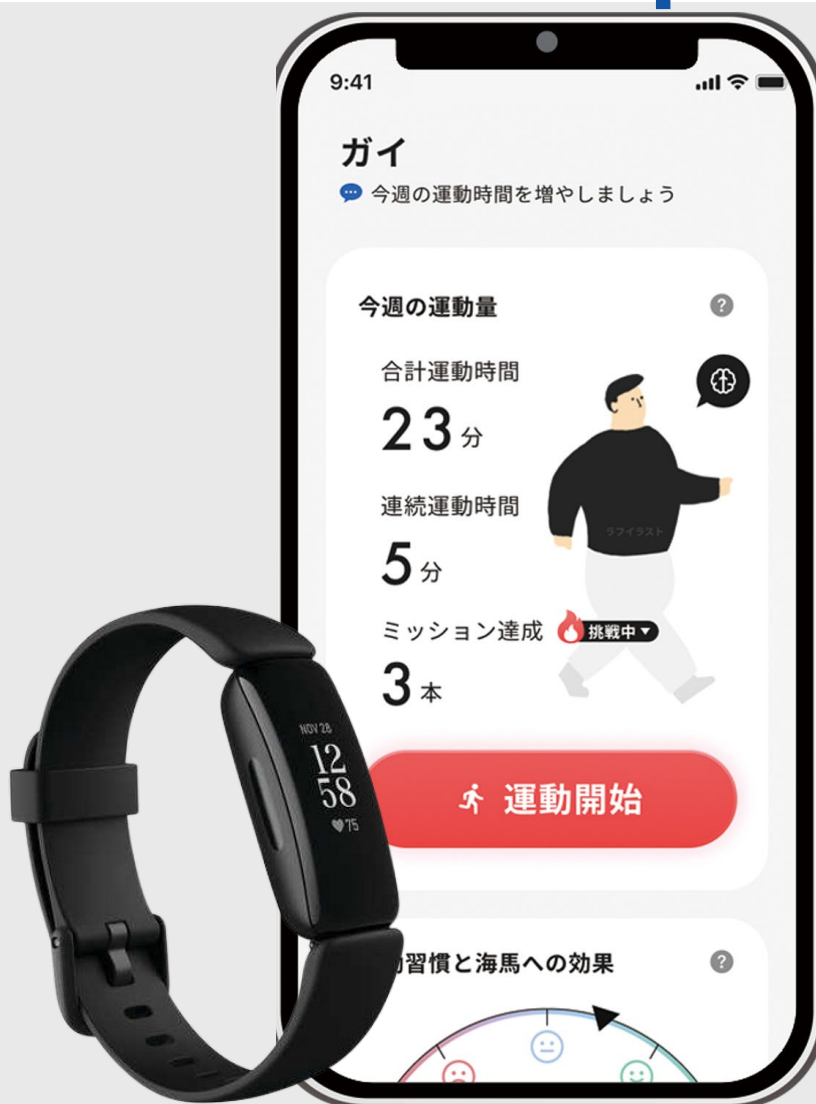 9:41
ガイ
今週の運動時間を増やしましょう
今週の運動量
?
合計運動時間
23分
連続運動時間
5分
ラフイラスト
ミッション達成 挑戦中▼
3本
運動開始
習慣と海馬への効果
?
NOV 28
12
58
75